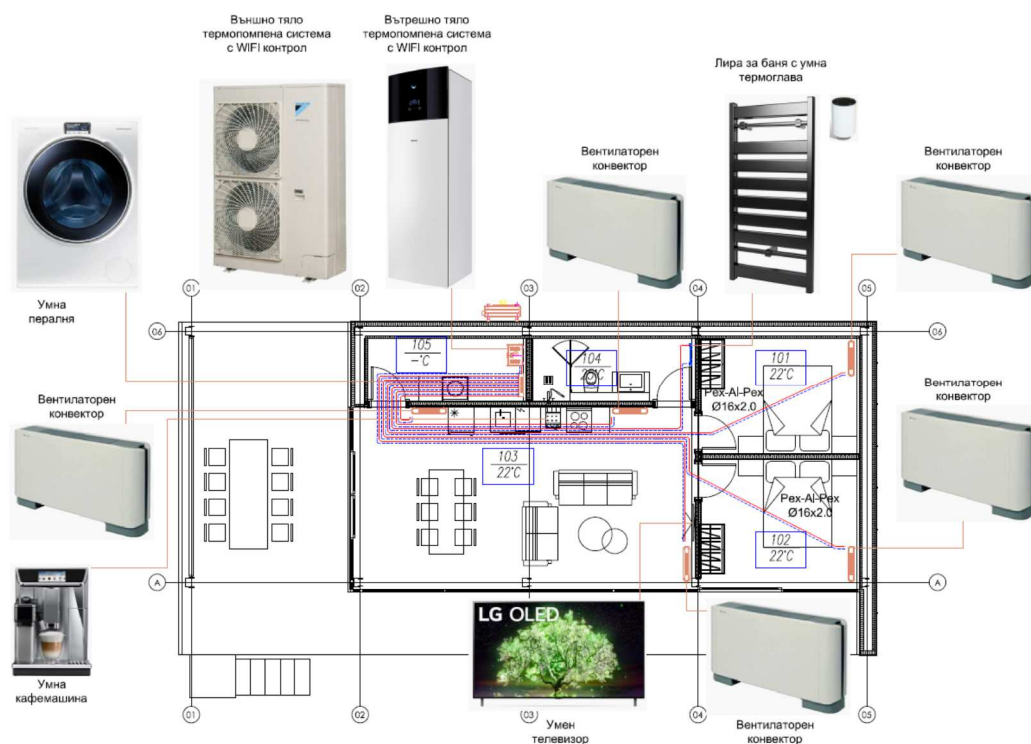 Външно тяло
термопомпена система
с WIFI контрол
Вътрешно тяло
термопомпена система
с WIFI контрол
Лира за баня с умна
термоглава
Вентилаторен
конвектор
Вентилаторен
конвектор
Умна
пералня
01
02
03
04
05
06
06
105
–°C
104
101
22°C
Pex-Al-Pex
Ø16x2.0
Вентилаторен
конвектор
Вентилаторен
конвектор
103
22°C
Pex-Al-Pex
Ø16x2.0
102
22°C
A
A
LG OLED
Умна
кафемашина
01
02
(03)
04
05
Умен
телевизор
Вентилаторен
конвектор